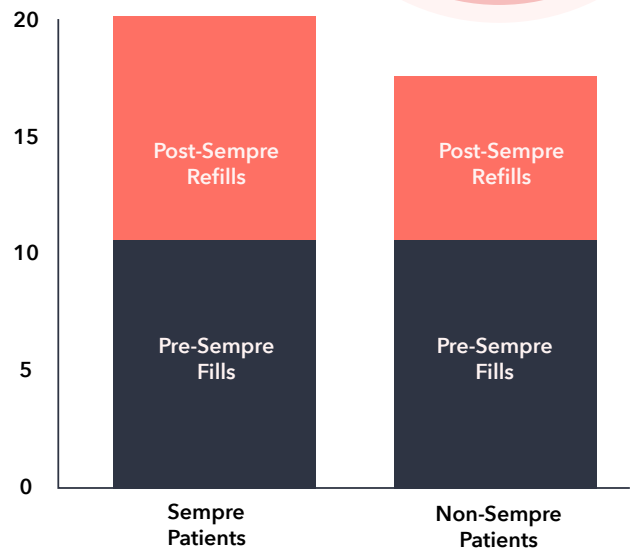 20
15
10
5
0
Post-Sempre
Refills
Pre-Sempre
Fills
Post-Sempre
Refills
Pre-Sempre
Fills
Sempre
Patients
Non-Sempre
Patients